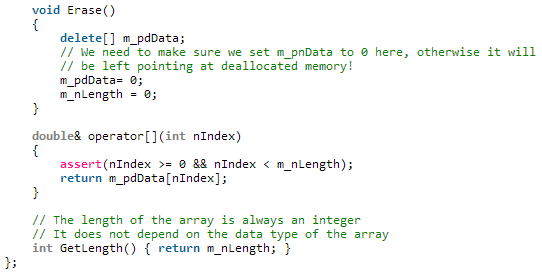 void Erase()
{
delete[] m_pdData;
// We need to make sure we set m_pnData to 0 here, otherwise it will
// be left pointing at deallocated memory!
m_pdData= 0;
m_nLength = 0;
}
double& operator[](int nIndex)
{
assert(nIndex >= 0 && nIndex < m_nLength);
return m_pdData[nIndex];
}
// The length of the array is always an integer
// It does not depend on the data type of the array
int GetLength() { return m_nLength; }
};